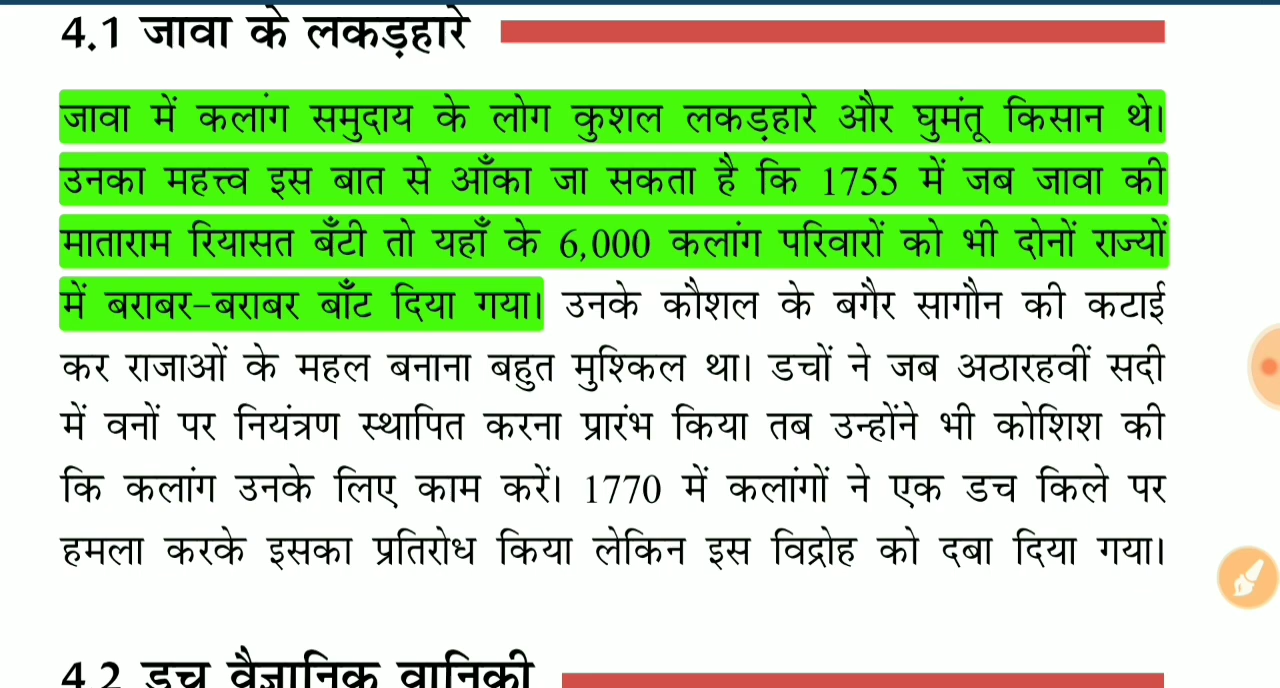 4.1 जावा के लकड़हारे
जावा में कलांग समुदाय के लोग कुशल लकड़हारे और घुमंतू किसान थे।
उनका महत्त्व इस बात से आँका जा सकता है कि 1755 में जब जावा की
माताराम रियासत बँटी तो यहाँ के 6,000 कलांग परिवारों को भी दोनों राज्यों
में बराबर-बराबर बाँट दिया गया। उनके कौशल के बगैर सागौन की कटाई
कर राजाओं के महल बनाना बहुत मुश्किल था। डचों ने जब अठारहवीं सदी
में वनों पर नियंत्रण स्थापित करना प्रारंभ किया तब उन्होंने भी कोशिश की
कि कलांग उनके लिए काम करें। 1770 में कलांगों ने एक डच किले पर
हमला करके इसका प्रतिरोध किया लेकिन इस विद्रोह को दबा दिया गया।
4.2 डच वैज्ञानिक वानिकी